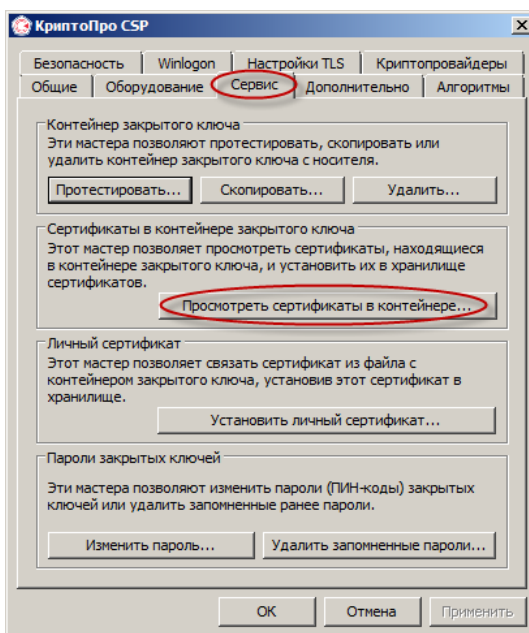 КриптоПро CSP
Безопасность Winlogon Настройки TLS Криптопровайдеры
Общие Оборудование Сервис Дополнительно Алгоритмы
Контейнер закрытого ключа
Эти мастера позволяют протестировать, скопировать или
удалить контейнер закрытого ключа с носителя.
Протестировать... Скопировать... Удалить...
Сертификаты в контейнере закрытого ключа
Этот мастер позволяет просмотреть сертификаты, находящиеся
в контейнере закрытого ключа, и установить их в хранилище
сертификатов.
Просмотреть сертификаты в контейнере...
Личный сертификат
Этот мастер позволяет связать сертификат из файла с
контейнером закрытого ключа, установив этот сертификат в
хранилище.
Установить личный сертификат...
Пароли закрытых ключей
Эти мастера позволяют изменить пароли (ПИН-коды) закрытых
ключей или удалить запомненные ранее пароли.
Изменить пароль... Удалить запомненные пароли...
ОК Отмена Применить